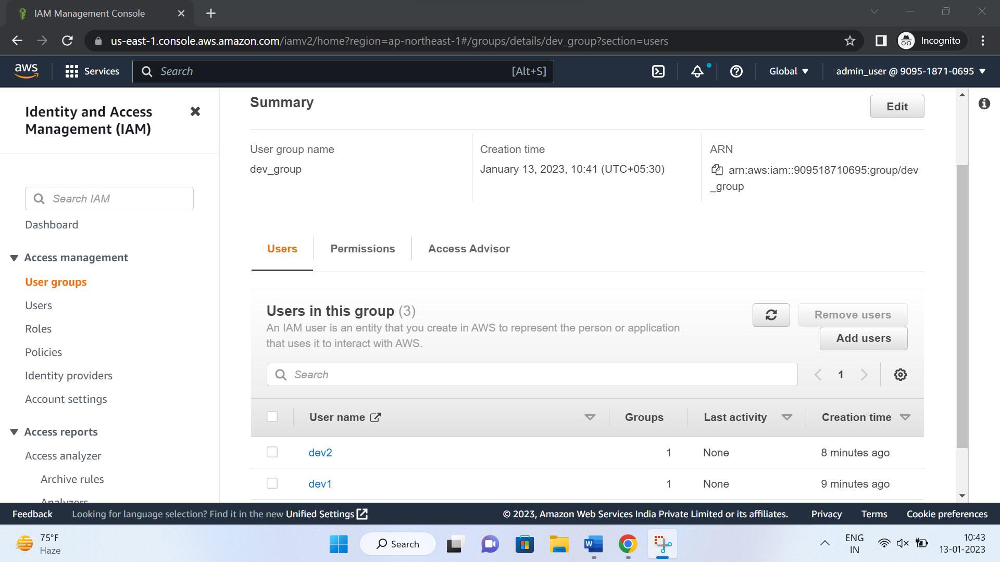 IAM Management Console
us-east-1.console.aws.amazon.com/iamv2/home?region=ap-northeast-1#/groups/details/dev_group?section=users
Incognito
aws
Services
Search
[Alt+S]
Global
admin_user @ 9095-1871-0695
Identity and Access
Management (IAM)
Search IAM
Dashboard
Access management
User groups
Users
Roles
Policies
Identity providers
Account settings
Access reports
Access analyzer
Archive rules
Analyzers
Summary
Edit
User group name
dev_group
Creation time
January 13, 2023, 10:41 (UTC+05:30)
ARN
arn:aws:iam::909518710695:group/dev
_group
Users
Permissions
Access Advisor
Users in this group (3)
An IAM user is an entity that you create in AWS to represent the person or application
that uses it to interact with AWS.
Remove users
Add users
Search
1
User name
Groups
Last activity
Creation time
dev2 1 None 8 minutes ago
dev1 1 None 9 minutes ago
Feedback
Looking for language selection? Find it in the new Unified Settings
© 2023, Amazon Web Services India Private Limited or its affiliates.
Privacy
Terms
Cookie preferences
75°F
Haze
Search
ENG
IN
10:43
13-01-2023